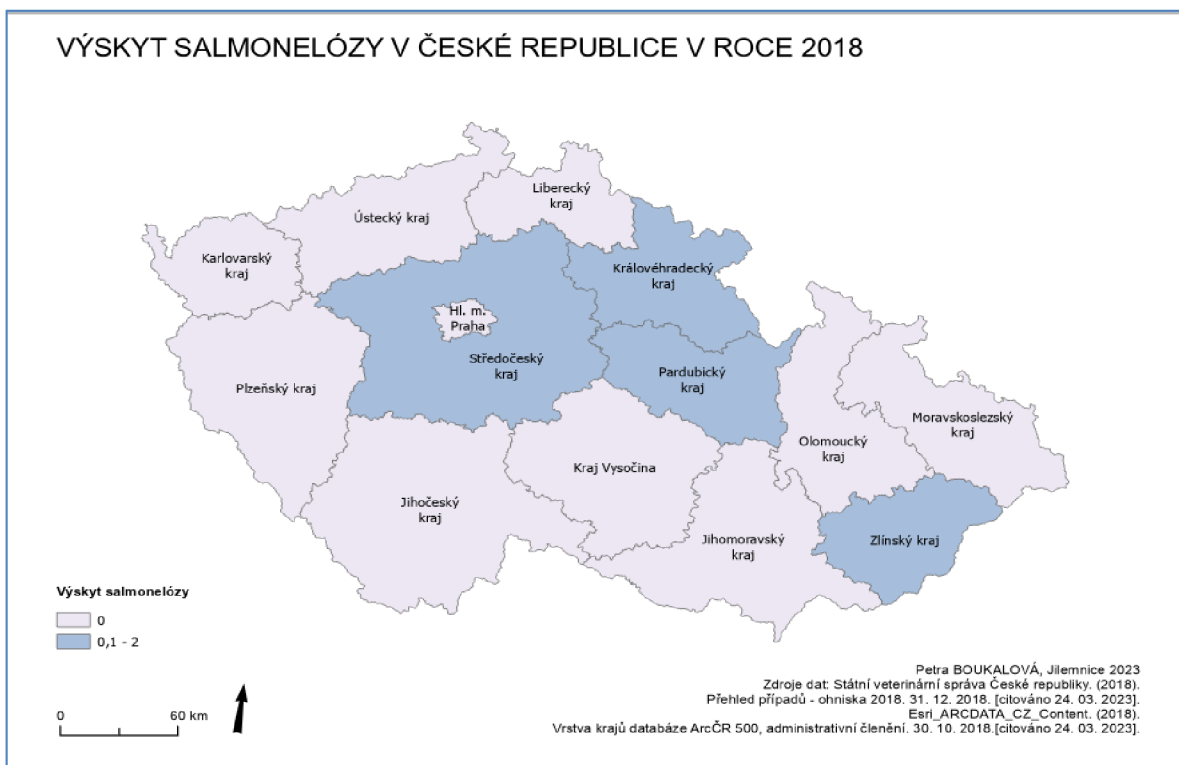 VÝSKYT SALMONELÓZY V ČESKÉ REPUBLICE V ROCE 2018
Liberecký
kraj
Ústecký kraj
Karlovarský
kraj
Královéhradecký
kraj
Hl. m.
Praha
Středočeský
kraj
Pardubický
kraj
Plzeňský kraj
Moravskoslezský
kraj
Olomoucký
kraj
Kraj Vysočina
Jihočeský
kraj
Jihomoravský
kraj
Zlínský kraj
Výskyt salmonelózy
0
0,1 - 2
0 60 km
Petra BOUKALOVÁ, Jilemnice 2023
Zdroje dat: Státní veterinární správa České republiky. (2018).
Přehled případů - ohniska 2018. 31. 12. 2018. [citováno 24. 03. 2023].
Esri_ARCDATA_CZ_Content. (2018).
Vrstva krajů databáze ArcČR 500, administrativní členění. 30. 10. 2018.[citováno 24. 03. 2023].